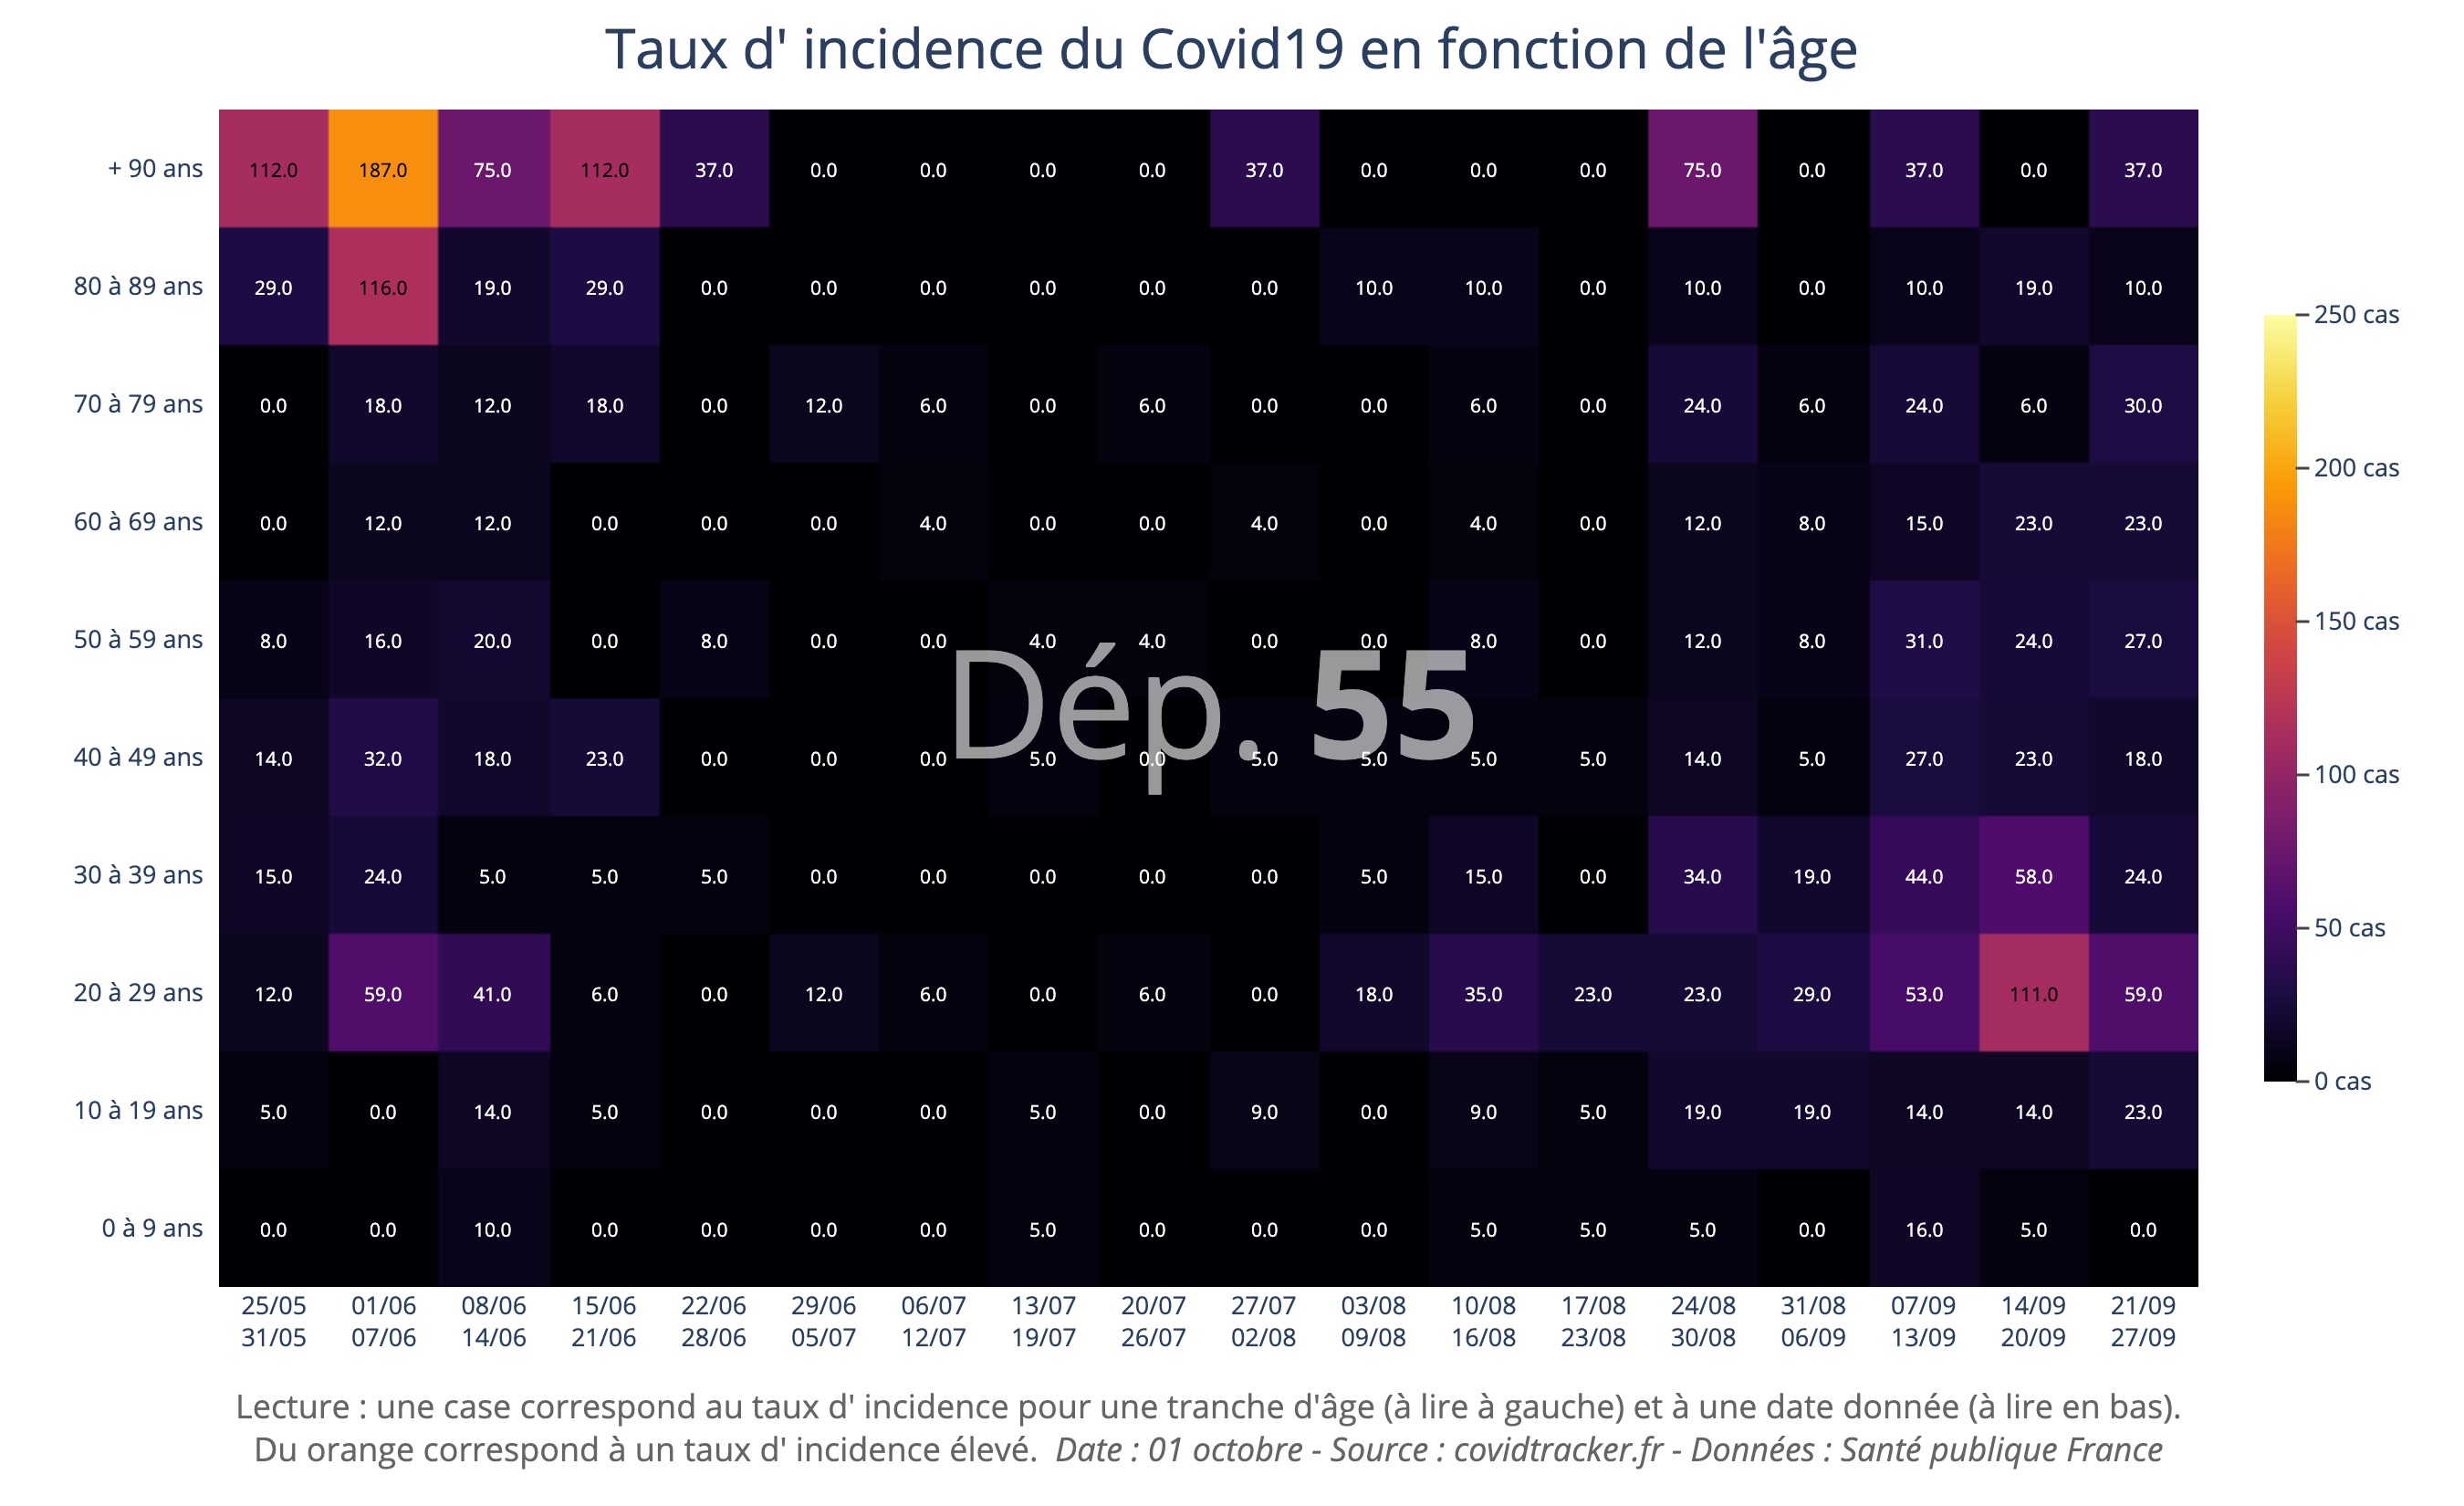 Taux d' incidence du Covid19 en fonction de l'âge
+ 90 ans 112.0 187.0 75.0 112.0 37.0 0.0 0.0 0.0 0.0 37.0 0.0 0.0 0.0 75.0 0.0 37.0 0.0 37.0
80 à 89 ans 29.0 116.0 19.0 29.0 0.0 0.0 0.0 0.0 0.0 0.0 10.0 10.0 0.0 10.0 0.0 10.0 19.0 10.0
70 à 79 ans 0.0 18.0 12.0 18.0 0.0 12.0 6.0 0.0 6.0 0.0 0.0 6.0 0.0 24.0 6.0 24.0 6.0 30.0
60 à 69 ans 0.0 12.0 12.0 0.0 0.0 0.0 4.0 0.0 0.0 4.0 0.0 4.0 0.0 12.0 8.0 15.0 23.0 23.0
50 à 59 ans 8.0 16.0 20.0 0.0 8.0 0.0 0.0 4.0 4.0 0.0 0.0 8.0 0.0 12.0 8.0 31.0 24.0 27.0
Dép. 55
40 à 49 ans 14.0 32.0 18.0 23.0 0.0 0.0 0.0 5.0 0.0 5.0 5.0 5.0 5.0 14.0 5.0 27.0 23.0 18.0
30 à 39 ans 15.0 24.0 5.0 5.0 5.0 0.0 0.0 0.0 0.0 0.0 5.0 15.0 0.0 34.0 19.0 44.0 58.0 24.0
20 à 29 ans 12.0 59.0 41.0 6.0 0.0 12.0 6.0 0.0 6.0 0.0 18.0 35.0 23.0 23.0 29.0 53.0 111.0 59.0
10 à 19 ans 5.0 0.0 14.0 5.0 0.0 0.0 0.0 5.0 0.0 9.0 0.0 9.0 5.0 19.0 19.0 14.0 14.0 23.0
0 à 9 ans 0.0 0.0 10.0 0.0 0.0 0.0 0.0 5.0 0.0 0.0 0.0 5.0 5.0 5.0 0.0 16.0 5.0 0.0
25/05 01/06 08/06 15/06 22/06 29/06 06/07 13/07 20/07 27/07 03/08 10/08 17/08 24/08 31/08 07/09 14/09 21/09
31/05 07/06 14/06 21/06 28/06 05/07 12/07 19/07 26/07 02/08 09/08 16/08 23/08 30/08 06/09 13/09 20/09 27/09
250 cas
200 cas
150 cas
100 cas
50 cas
0 cas
Lecture : une case correspond au taux d' incidence pour une tranche d'âge (à lire à gauche) et à une date donnée (à lire en bas).
Du orange correspond à un taux d' incidence élevé. Date : 01 octobre - Source : covidtracker.fr - Données : Santé publique France